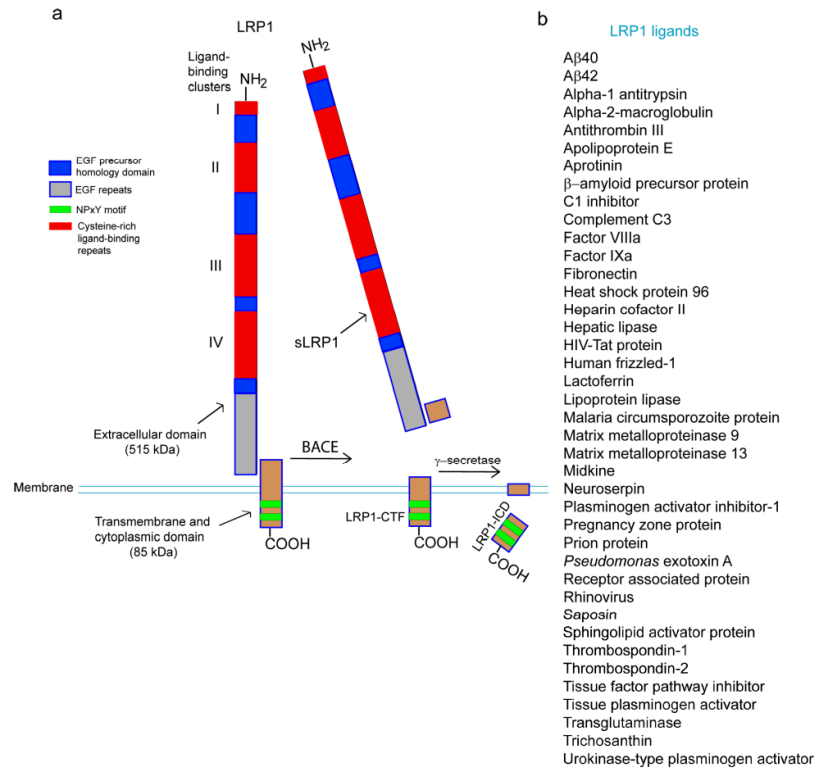 a
LRP1
Ligand-
binding
clusters
NH2
NH2
I
II
III
IV
EGF precursor
homology domain
EGF repeats
NPxY motif
Cysteine-rich
ligand-binding
repeats
sLRP1
Extracellular domain
(515 kDa)
BACE
γ–secretase
Membrane
Transmembrane and
cytoplasmic domain
(85 kDa)
COOH
LRP1-CTF
COOH
LRP1-ICD
COOH
b
LRP1 ligands
Aβ40
Aβ42
Alpha-1 antitrypsin
Alpha-2-macroglobulin
Antithrombin III
Apolipoprotein E
Aprotinin
β–amyloid precursor protein
C1 inhibitor
Complement C3
Factor VIIIa
Factor IXa
Fibronectin
Heat shock protein 96
Heparin cofactor II
Hepatic lipase
HIV-Tat protein
Human frizzled-1
Lactoferrin
Lipoprotein lipase
Malaria circumsporozoite protein
Matrix metalloproteinase 9
Matrix metalloproteinase 13
Midkine
Neuroserpin
Plasminogen activator inhibitor-1
Pregnancy zone protein
Prion protein
Pseudomonas exotoxin A
Receptor associated protein
Rhinovirus
Saposin
Sphingolipid activator protein
Thrombospondin-1
Thrombospondin-2
Tissue factor pathway inhibitor
Tissue plasminogen activator
Transglutaminase
Trichosanthin
Urokinase-type plasminogen activator